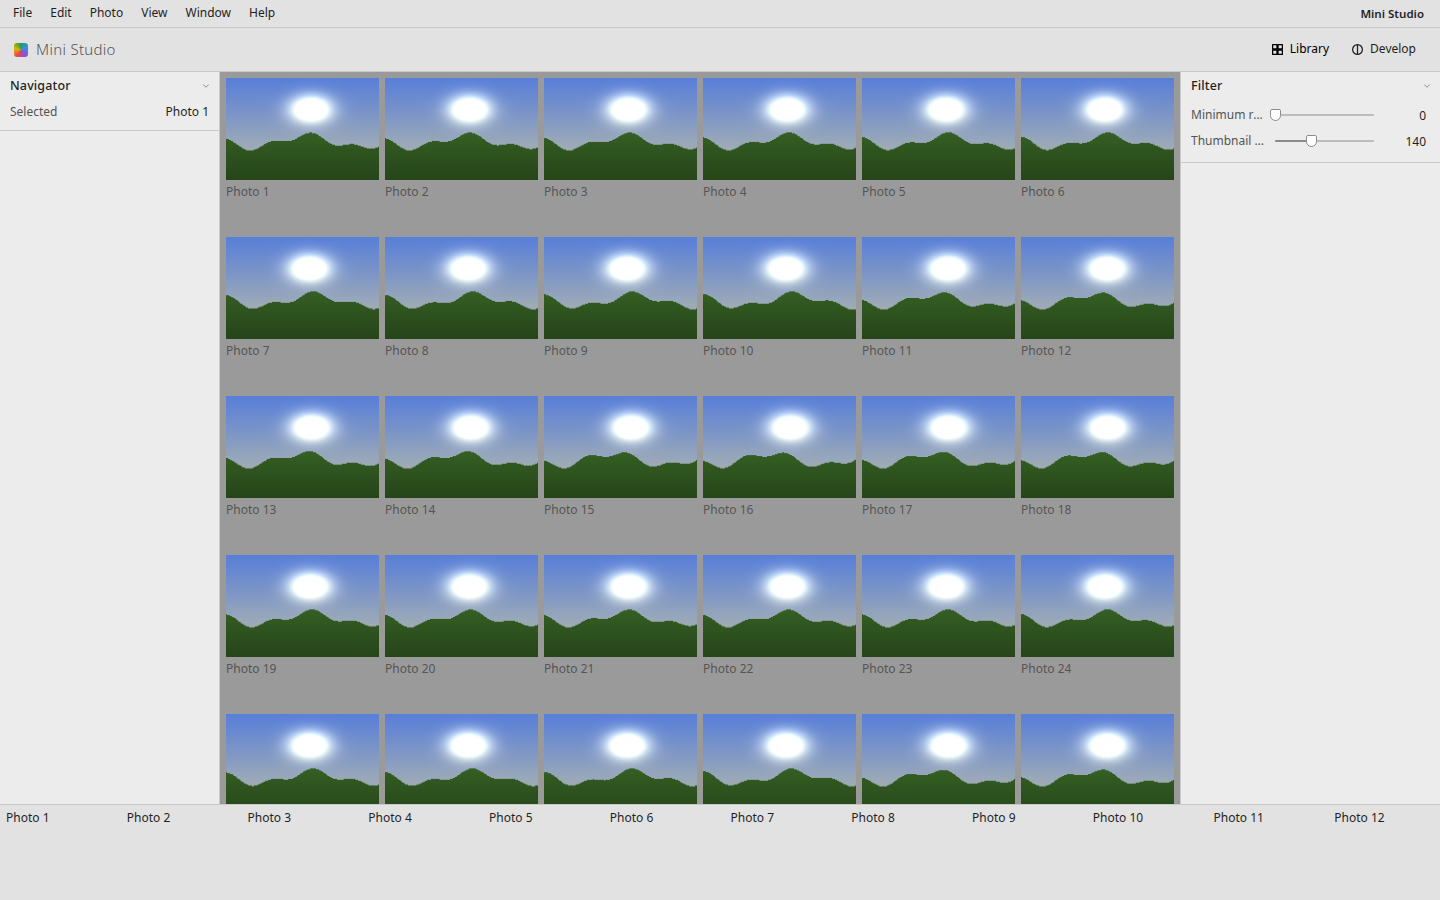 File Edit Photo View Window Help Mini Studio
Mini Studio Library Develop
Navigator
Selected Photo 1
Filter
Minimum r... 0
Thumbnail ... 140
Photo 1 Photo 2 Photo 3 Photo 4 Photo 5 Photo 6
Photo 7 Photo 8 Photo 9 Photo 10 Photo 11 Photo 12
Photo 13 Photo 14 Photo 15 Photo 16 Photo 17 Photo 18
Photo 19 Photo 20 Photo 21 Photo 22 Photo 23 Photo 24
Photo 1 Photo 2 Photo 3 Photo 4 Photo 5 Photo 6 Photo 7 Photo 8 Photo 9 Photo 10 Photo 11 Photo 12